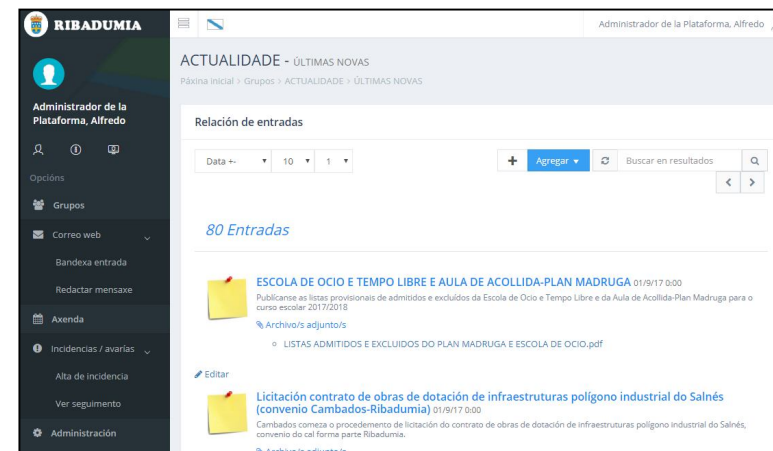 RIBADUMIA
Administrador de la Plataforma, Alfredo
Administrador de la
Plataforma, Alfredo
Opcións
Grupos
Correo web
Bandexa entrada
Redactar mensaxe
Axenda
Incidencias / avarías
Alta de incidencia
Ver seguimento
Administración
ACTUALIDADE - ÚLTIMAS NOVAS
Páxina inicial > Grupos > ACTUALIDADE > ÚLTIMAS NOVAS
Relación de entradas
Data +- 10 1
+ Agregar Buscar en resultados
< >
80 Entradas
ESCOLA DE OCIO E TEMPO LIBRE E AULA DE ACOLLIDA-PLAN MADRUGA 01/9/17 0:00
Publícanse as listas provisionais de admitidos e excluídos da Escola de Ocio e Tempo Libre e da Aula de Acollida-Plan Madruga para o
curso escolar 2017/2018
Archivo/s adjunto/s
LISTAS ADMITIDOS E EXCLUIDOS DO PLAN MADRUGA E ESCOLA DE OCIO.pdf
Editar
Licitación contrato de obras de dotación de infraestruturas polígono industrial do Salnés
(convenio Cambados-Ribadumia) 01/9/17 0:00
Cambados comeza o procedemento de licitación do contrato de obras de dotación de infraestruturas polígono industrial do Salnés,
convenio do cal forma parte Ribadumia.
Archivo/s adjunto/s